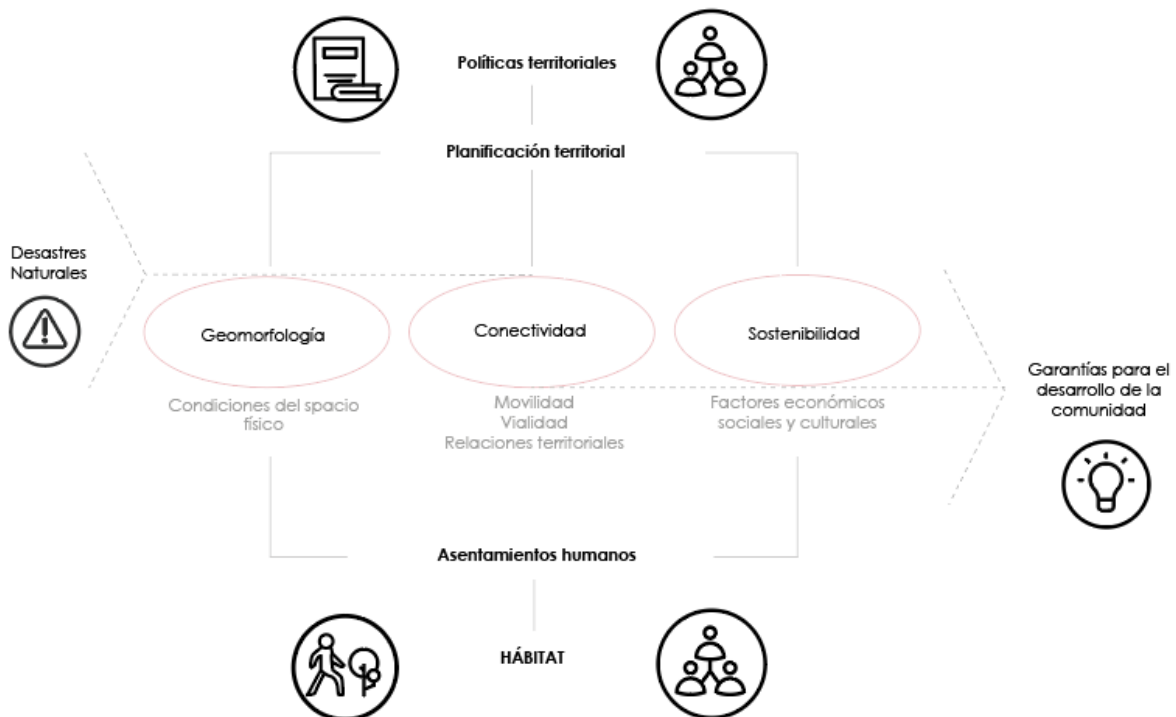 Políticas territoriales
Planificación territorial
Desastres
Naturales
Geomorfología
Conectividad
Sostenibilidad
Condiciones del spacio
físico
Movilidad
Vialidad
Relaciones territoriales
Factores económicos
sociales y culturales
Garantías para el
desarrollo de la
comunidad
Asentamientos humanos
HÁBITAT